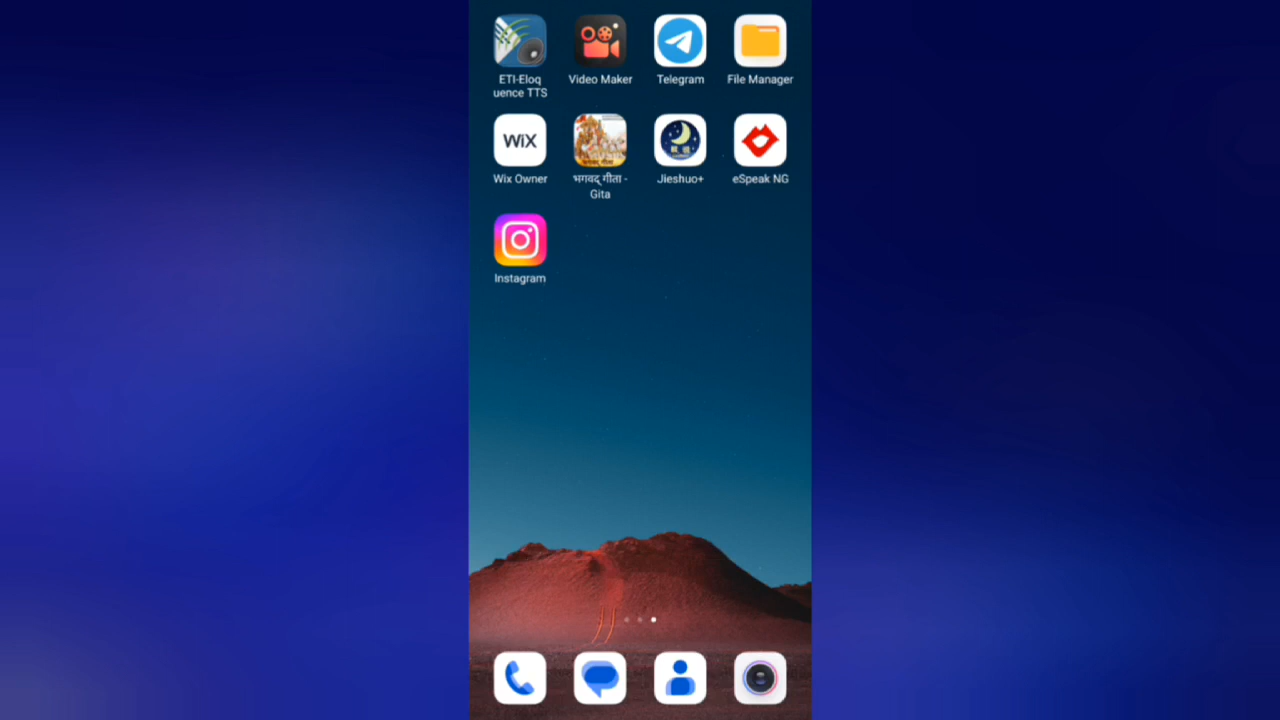 ETI-Eloq
uence TTS
Video Maker
Telegram
File Manager
WiX
Wix Owner
भगवद् गीता -
Gita
Jieshuo+
eSpeak NG
Instagram